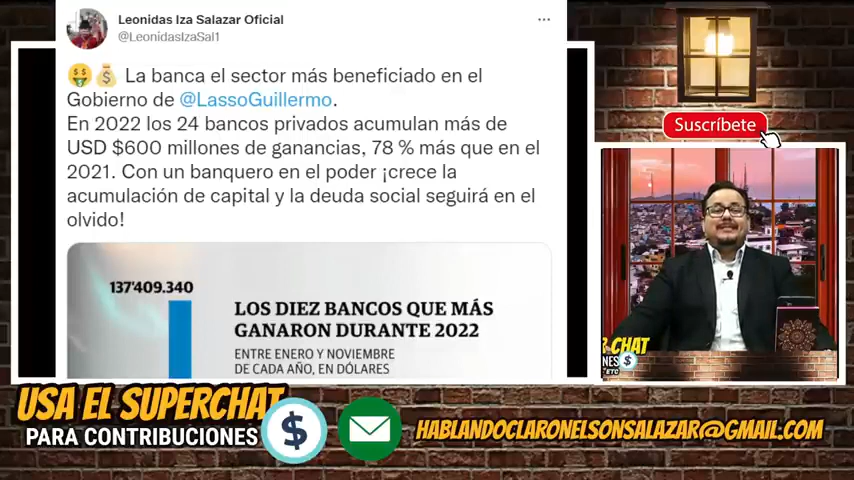 Leonidas Iza Salazar Oficial
@LeonidasIzaSal1
🤑💰 La banca el sector más beneficiado en el
Gobierno de @LassoGuillermo.
En 2022 los 24 bancos privados acumulan más de
USD $600 millones de ganancias, 78 % más que en el
2021. Con un banquero en el poder ¡crece la
acumulación de capital y la deuda social seguirá en el
olvido!
137'409.340
LOS DIEZ BANCOS QUE MÁS
GANARON DURANTE 2022
ENTRE ENERO Y NOVIEMBRE
DE CADA AÑO, EN DÓLARES
Suscríbete
CHAT
NES $
ETC
USA EL SUPERCHAT
PARA CONTRIBUCIONES
$
HABLANDOCLARONELSONSALAZAR@GMAIL.COM